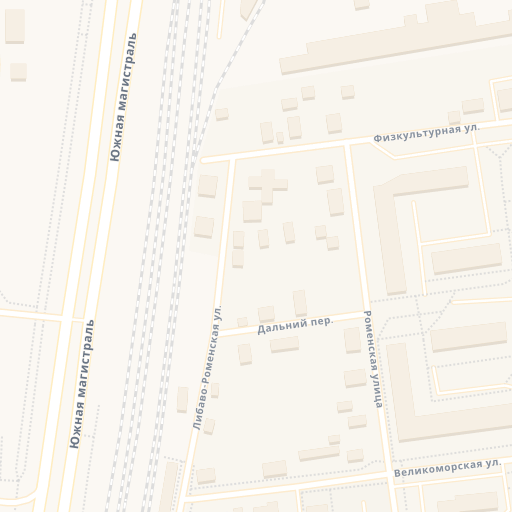 Южная магистраль
Физкультурная ул.
Либаво-Роменская ул.
Дальний пер.
Роменская улица
Южная магистраль
Великоморская ул.